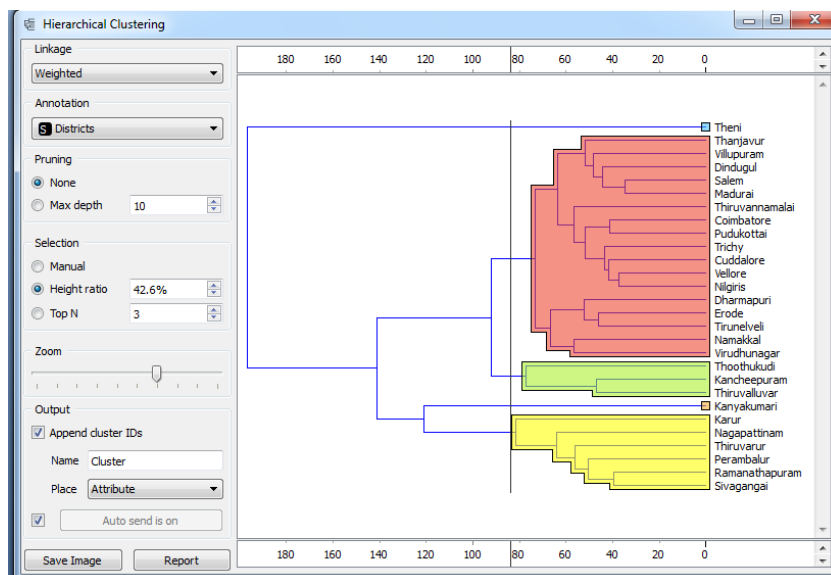 Hierarchical Clustering
Linkage
Weighted
Annotation
S Districts
Pruning
None
Max depth 10
Selection
Manual
Height ratio 42.6%
Top N 3
Zoom
Output
Append cluster IDs
Name Cluster
Place Attribute
Auto send is on
Save Image Report
180 160 140 120 100 80 60 40 20 0
Theni
Thanjavur
Villupuram
Dindugul
Salem
Madurai
Thiruvannamalai
Coimbatore
Pudukottai
Trichy
Cuddalore
Vellore
Nilgiris
Dharmapuri
Erode
Tirunelveli
Namakkal
Virudhunagar
Thoothukudi
Kancheepuram
Thiruvalluvar
Kanyakumari
Karur
Nagapattinam
Thiruvarur
Perambalur
Ramanathapuram
Sivagangai
180 160 140 120 100 80 60 40 20 0